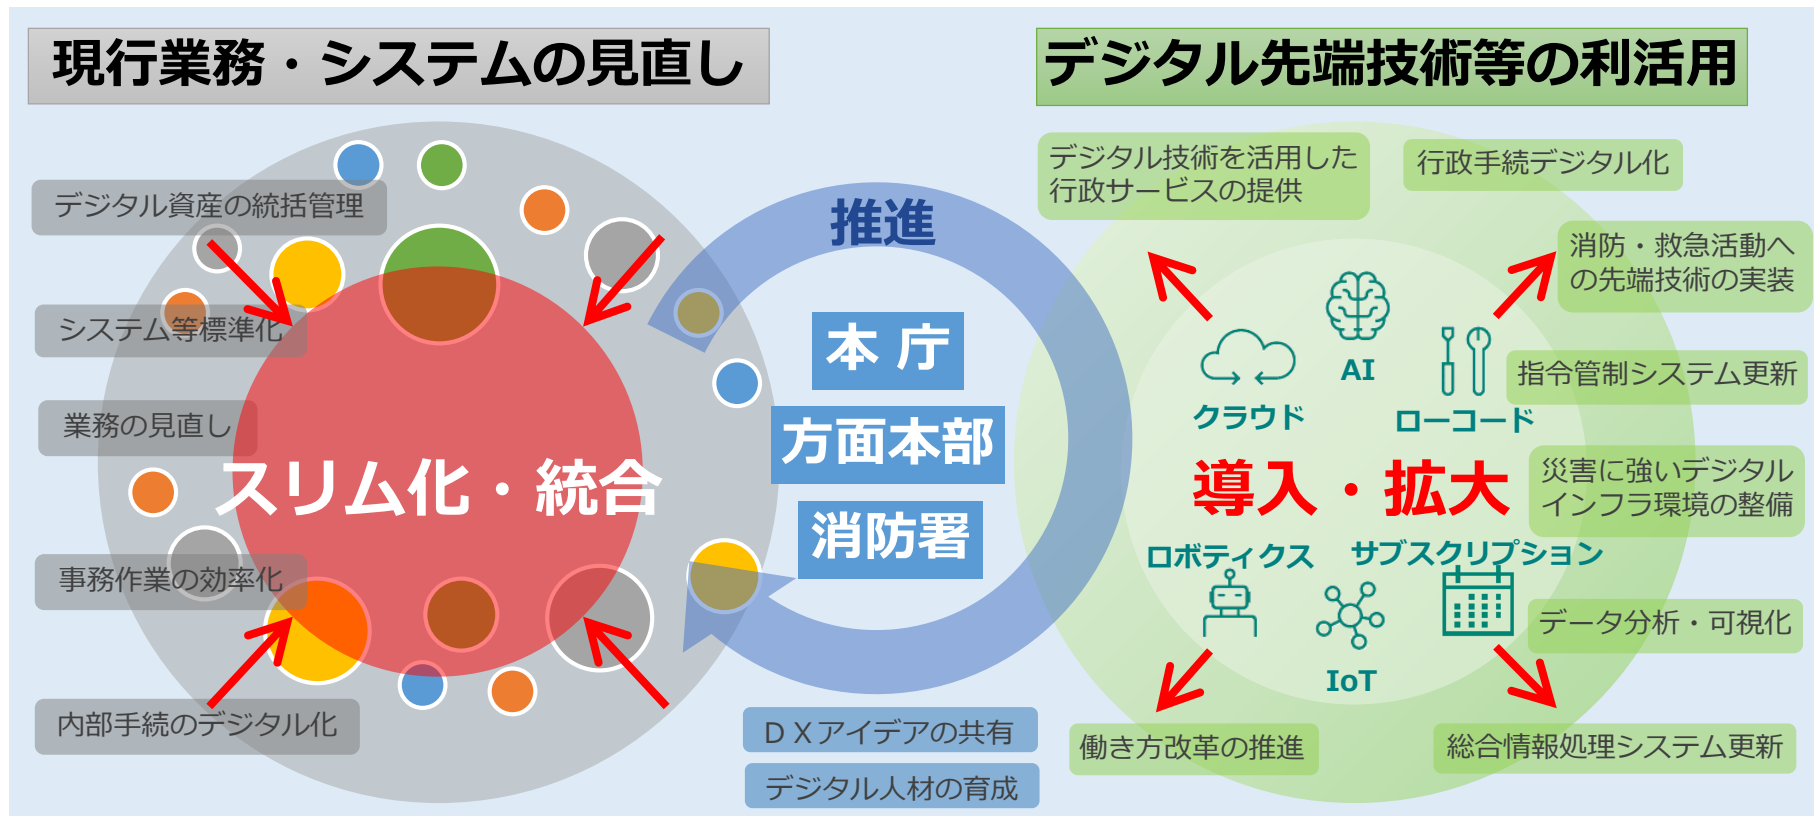 現行業務・システムの見直し
デジタル資産の統括管理
システム等標準化
業務の見直し
スリム化・統合
事務作業の効率化
内部手続のデジタル化
推進
本 庁
方面本部
消防署
ＤＸアイデアの共有
デジタル人材の育成
デジタル先端技術等の利活用
デジタル技術を活用した
行政サービスの提供
行政手続デジタル化
消防・救急活動へ
の先端技術の実装
AI
クラウド
ローコード
指令管制システム更新
導入・拡大
災害に強いデジタル
インフラ環境の整備
ロボティクス
サブスクリプション
データ分析・可視化
IoT
働き方改革の推進
総合情報処理システム更新